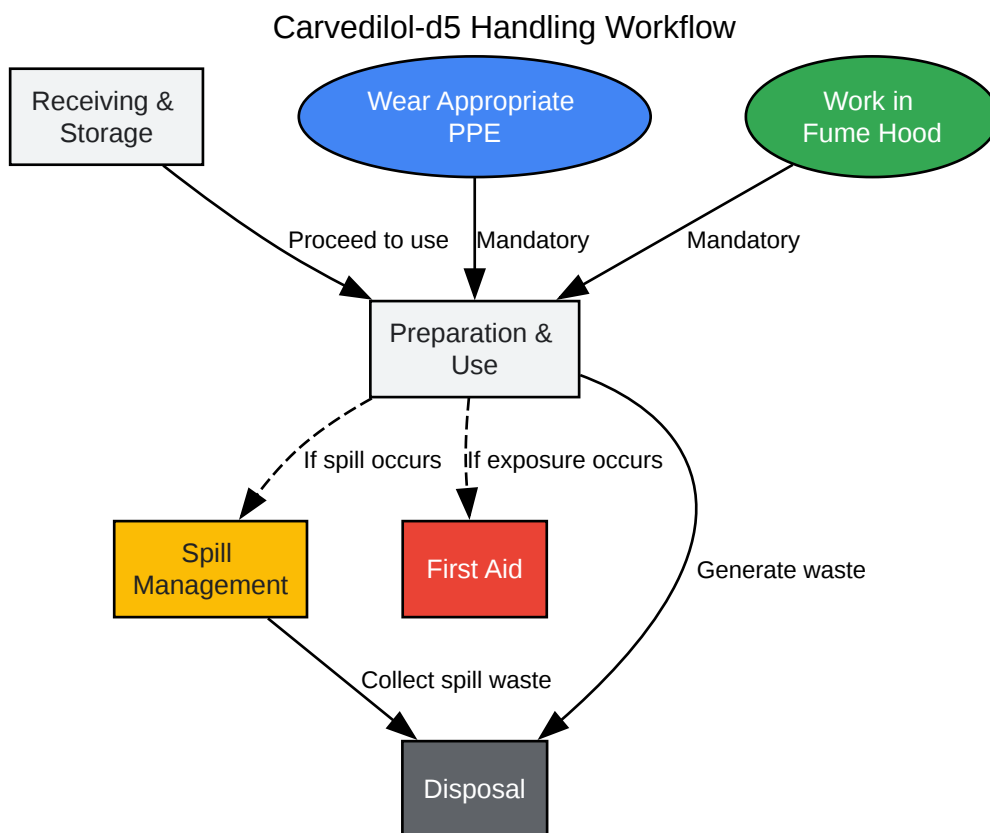 Carvedilol-d5 Handling Workflow
Receiving &
Storage
Wear Appropriate
PPE
Work in
Fume Hood
Proceed to use
Mandatory
Mandatory
Preparation &
Use
If spill occurs
If exposure occurs
Spill
Management
First Aid
Generate waste
Collect spill waste
Disposal